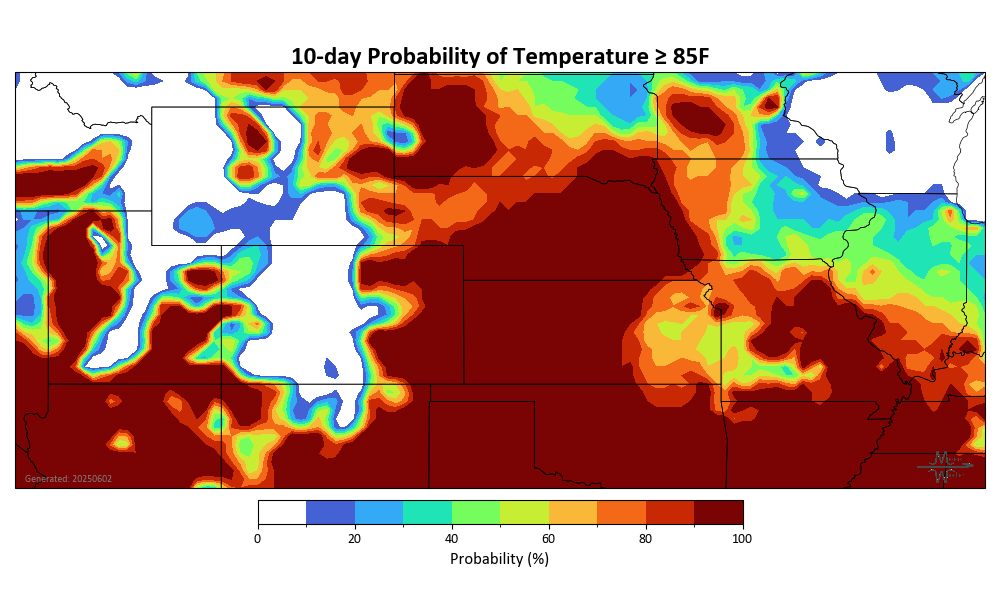 10-day Probability of Temperature ≥ 85F
Generated: 20250602
0 20 40 60 80 100
Probability (%)